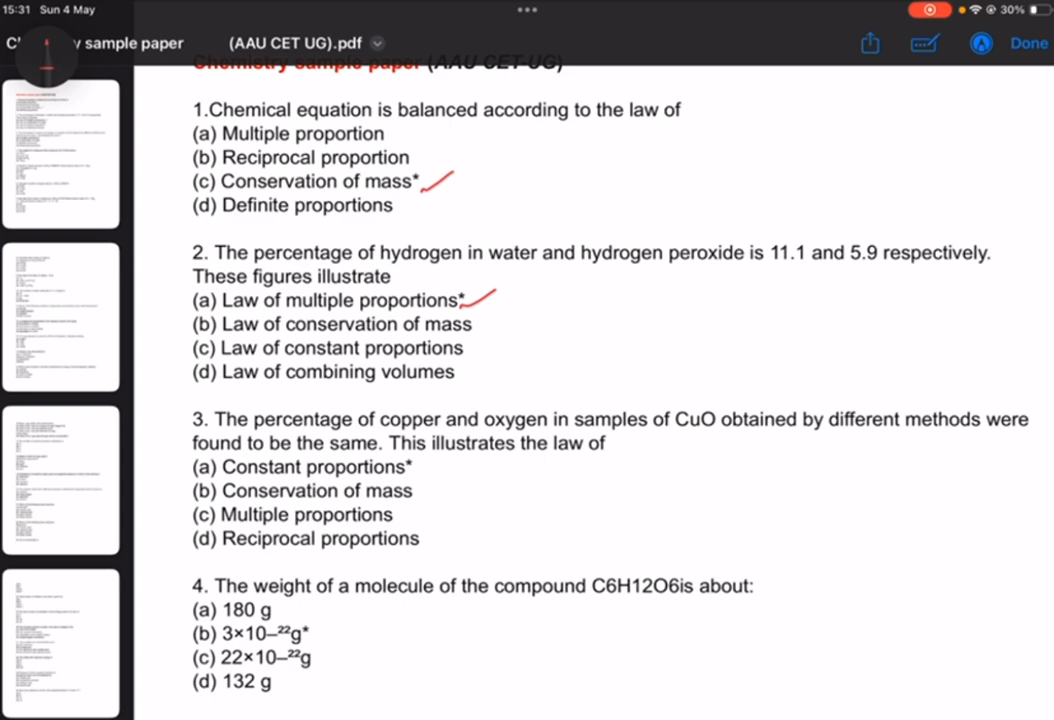 15:31 Sun 4 May
30%
y sample paper (AAU CET UG).pdf
Done
Chemistry sample paper (AAU CET-UG)
1.Chemical equation is balanced according to the law of
(a) Multiple proportion
(b) Reciprocal proportion
(c) Conservation of mass*
(d) Definite proportions
2. The percentage of hydrogen in water and hydrogen peroxide is 11.1 and 5.9 respectively.
These figures illustrate
(a) Law of multiple proportions*
(b) Law of conservation of mass
(c) Law of constant proportions
(d) Law of combining volumes
3. The percentage of copper and oxygen in samples of CuO obtained by different methods were
found to be the same. This illustrates the law of
(a) Constant proportions*
(b) Conservation of mass
(c) Multiple proportions
(d) Reciprocal proportions
4. The weight of a molecule of the compound C6H12O6is about:
(a) 180 g
(b) 3×10–²²g*
(c) 22×10–²²g
(d) 132 g